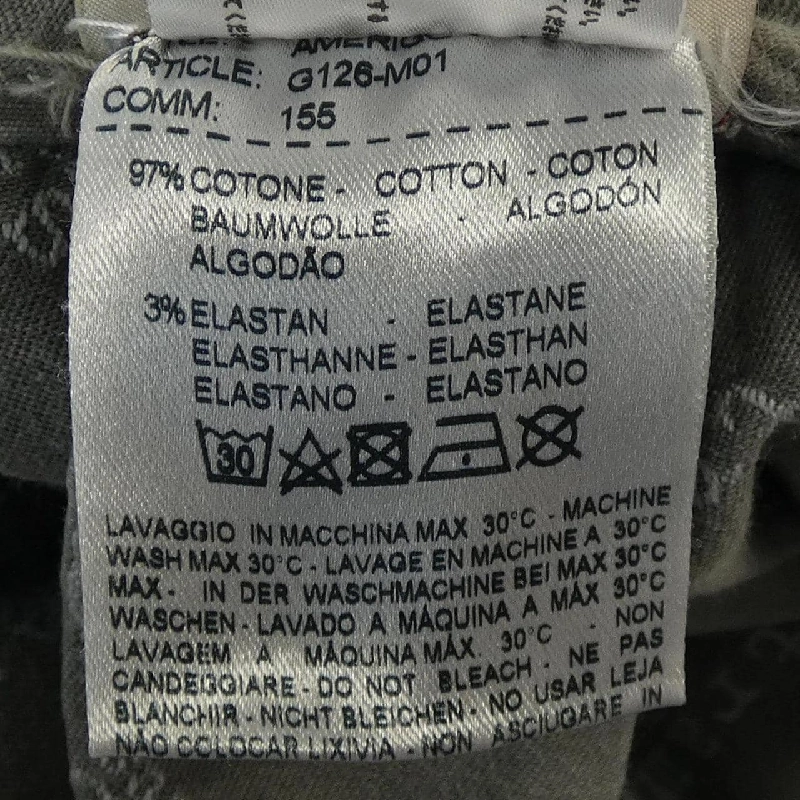 ARTICLE: G126-M01
COMM: 155
97% COTONE - COTTON - COTON
BAUMWOLLE - ALGODÓN
ALGODÃO
3% ELASTAN - ELASTANE
ELASTHANNE - ELASTHAN
ELASTANO - ELASTANO
30
LAVAGGIO IN MACCHINA MAX 30°C - MACHINE
WASH MAX 30°C - LAVAGE EN MACHINE A 30°C
MAX - IN DER WASCHMACHINE BEI MAX 30°C
WASCHEN - LAVADO A MÁQUINA A MÁX 30°C
LAVAGEM A MÁQUINA MÁX. 30°C - NON
CANDEGGIARE - DO NOT BLEACH - NE PAS
BLANCHIR - NICHT BLEICHEN - NO USAR LEJA
NÃO COLOCAR LIXIVIA - NON ASCIUGARE IN